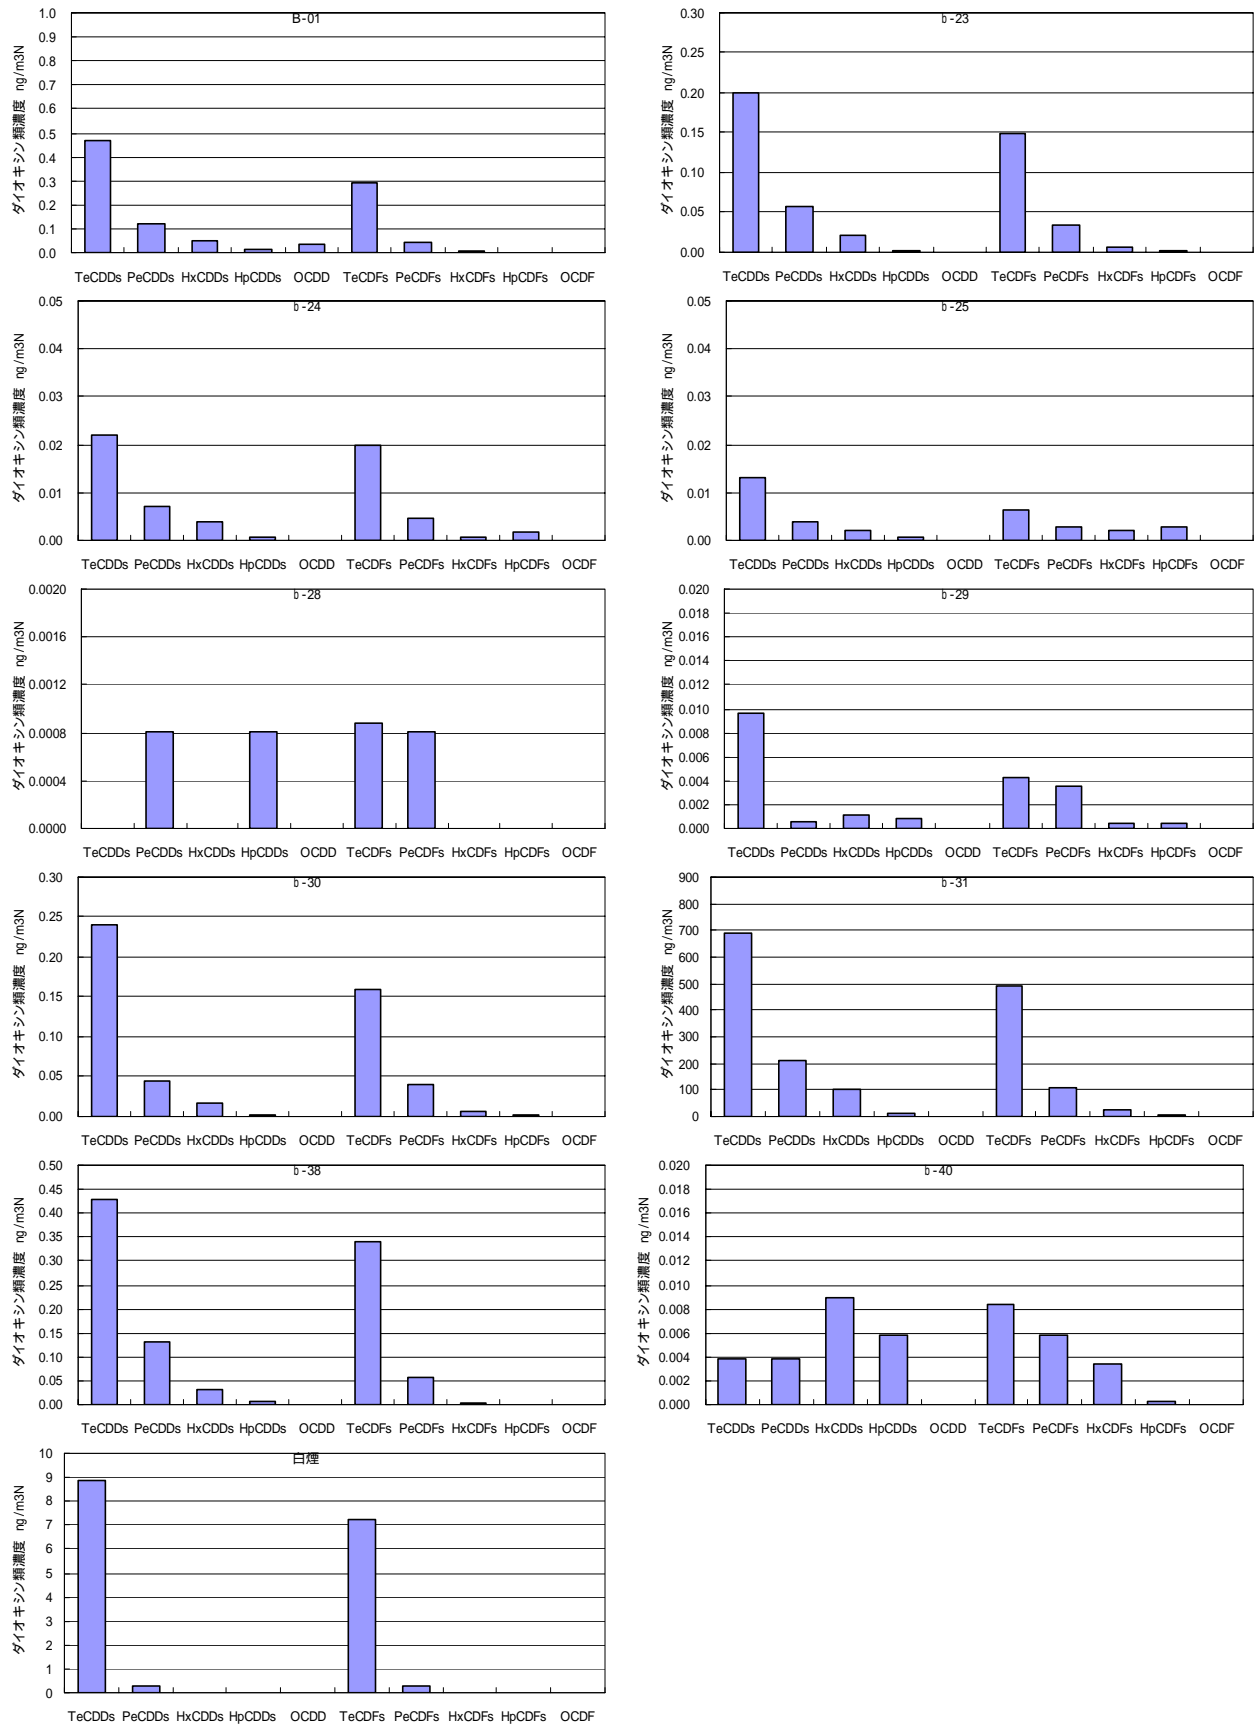 B-01
ダイオキシン類濃度 ng/m3N
1.0
0.9
0.8
0.7
0.6
0.5
0.4
0.3
0.2
0.1
0.0
TeCDDs PeCDDs HxCDDs HpCDDs OCDD TeCDFs PeCDFs HxCDFs HpCDFs OCDF
b-23
ダイオキシン類濃度 ng/m3N
0.30
0.25
0.20
0.15
0.10
0.05
0.00
TeCDDs PeCDDs HxCDDs HpCDDs OCDD TeCDFs PeCDFs HxCDFs HpCDFs OCDF
b-24
ダイオキシン類濃度 ng/m3N
0.05
0.04
0.03
0.02
0.01
0.00
TeCDDs PeCDDs HxCDDs HpCDDs OCDD TeCDFs PeCDFs HxCDFs HpCDFs OCDF
b-25
ダイオキシン類濃度 ng/m3N
0.05
0.04
0.03
0.02
0.01
0.00
TeCDDs PeCDDs HxCDDs HpCDDs OCDD TeCDFs PeCDFs HxCDFs HpCDFs OCDF
b-28
ダイオキシン類濃度 ng/m3N
0.0020
0.0016
0.0012
0.0008
0.0004
0.0000
TeCDDs PeCDDs HxCDDs HpCDDs OCDD TeCDFs PeCDFs HxCDFs HpCDFs OCDF
b-29
ダイオキシン類濃度 ng/m3N
0.020
0.018
0.016
0.014
0.012
0.010
0.008
0.006
0.004
0.002
0.000
TeCDDs PeCDDs HxCDDs HpCDDs OCDD TeCDFs PeCDFs HxCDFs HpCDFs OCDF
b-30
ダイオキシン類濃度 ng/m3N
0.30
0.25
0.20
0.15
0.10
0.05
0.00
TeCDDs PeCDDs HxCDDs HpCDDs OCDD TeCDFs PeCDFs HxCDFs HpCDFs OCDF
b-31
ダイオキシン類濃度 ng/m3N
900
800
700
600
500
400
300
200
100
0
TeCDDs PeCDDs HxCDDs HpCDDs OCDD TeCDFs PeCDFs HxCDFs HpCDFs OCDF
b-38
ダイオキシン類濃度 ng/m3N
0.50
0.45
0.40
0.35
0.30
0.25
0.20
0.15
0.10
0.05
0.00
TeCDDs PeCDDs HxCDDs HpCDDs OCDD TeCDFs PeCDFs HxCDFs HpCDFs OCDF
b-40
ダイオキシン類濃度 ng/m3N
0.020
0.018
0.016
0.014
0.012
0.010
0.008
0.006
0.004
0.002
0.000
TeCDDs PeCDDs HxCDDs HpCDDs OCDD TeCDFs PeCDFs HxCDFs HpCDFs OCDF
白煙
ダイオキシン類濃度 ng/m3N
10
9
8
7
6
5
4
3
2
1
0
TeCDDs PeCDDs HxCDDs HpCDDs OCDD TeCDFs PeCDFs HxCDFs HpCDFs OCDF